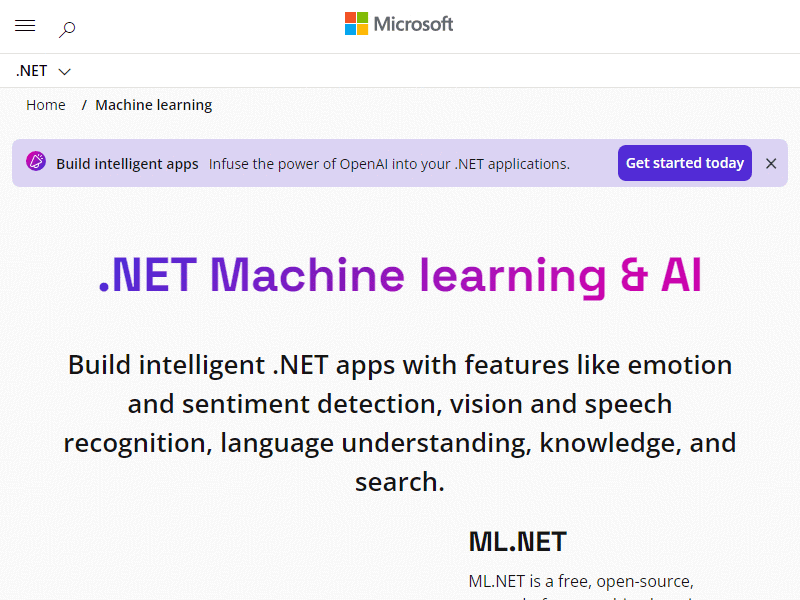 Microsoft
.NET
Home / Machine learning
Build intelligent apps Infuse the power of OpenAI into your .NET applications. Get started today
.NET Machine learning & AI
Build intelligent .NET apps with features like emotion
and sentiment detection, vision and speech
recognition, language understanding, knowledge, and
search.
ML.NET
ML.NET is a free, open-source,